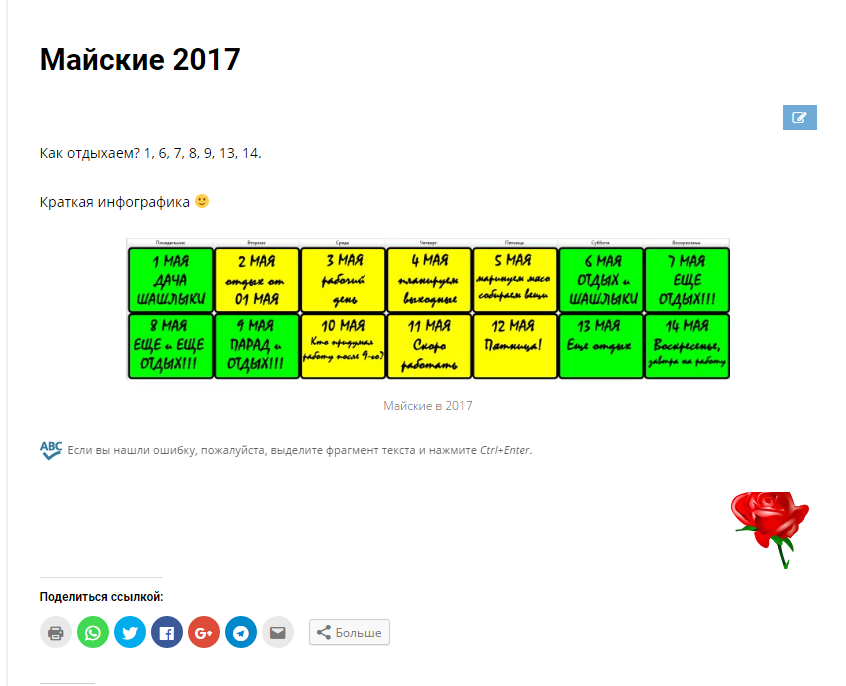 Майские 2017
Как отдыхаем? 1, 6, 7, 8, 9, 13, 14.
Краткая инфографика
Понедельник Вторник Среда Четверг Пятница Суббота Воскресенье
1 МАЯ
ДАЧА
ШАШЛЫКИ
2 МАЯ
отдых от
01 МАЯ
3 МАЯ
рабочий
день
4 МАЯ
планируем
выходные
5 МАЯ
маринуем мясо
собираем вещи
6 МАЯ
ОТДЫХ и
ШАШЛЫКИ
7 МАЯ
ЕЩЕ
ОТДЫХ!!!
8 МАЯ
ЕЩЕ и ЕЩЕ
ОТДЫХ!!!
9 МАЯ
ПАРАД и
ОТДЫХ!!!
10 МАЯ
Кто придумал
работу после 9-го?
11 МАЯ
Скоро
работать
12 МАЯ
Пятница!
13 МАЯ
Еще отдых
14 МАЯ
Воскресенье,
завтра на работу
Майские в 2017
ABC Если вы нашли ошибку, пожалуйста, выделите фрагмент текста и нажмите Ctrl+Enter.
Поделиться ссылкой:
G+ Больше